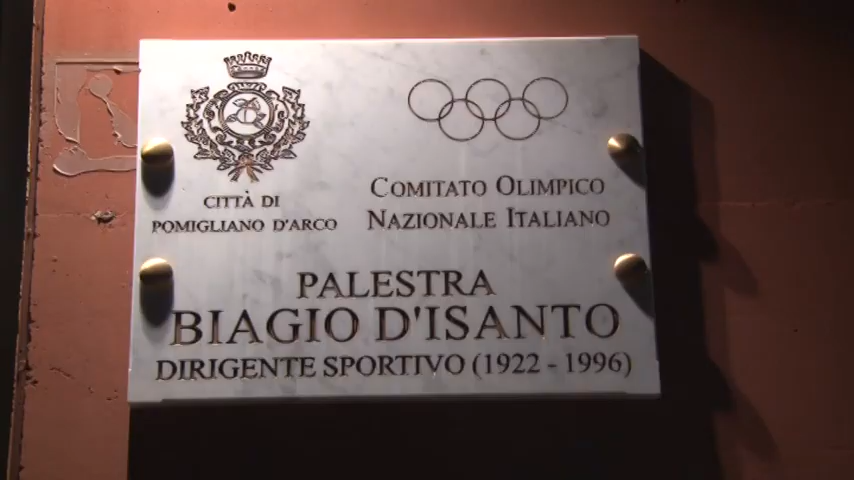 CITTÀ DI
POMIGLIANO D'ARCO
COMITATO OLIMPICO
NAZIONALE ITALIANO
PALESTRA
BIAGIO D'ISANTO
DIRIGENTE SPORTIVO (1922 - 1996)